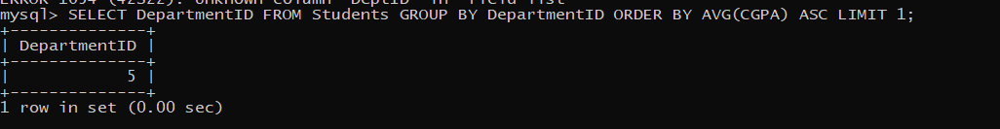 ERROR 1054 (42S22): Unknown column 'DeptID' in 'field list'
mysql> SELECT DepartmentID FROM Students GROUP BY DepartmentID ORDER BY AVG(CGPA) ASC LIMIT 1;
+--------------+
| DepartmentID |
+--------------+
|            5 |
+--------------+
1 row in set (0.00 sec)